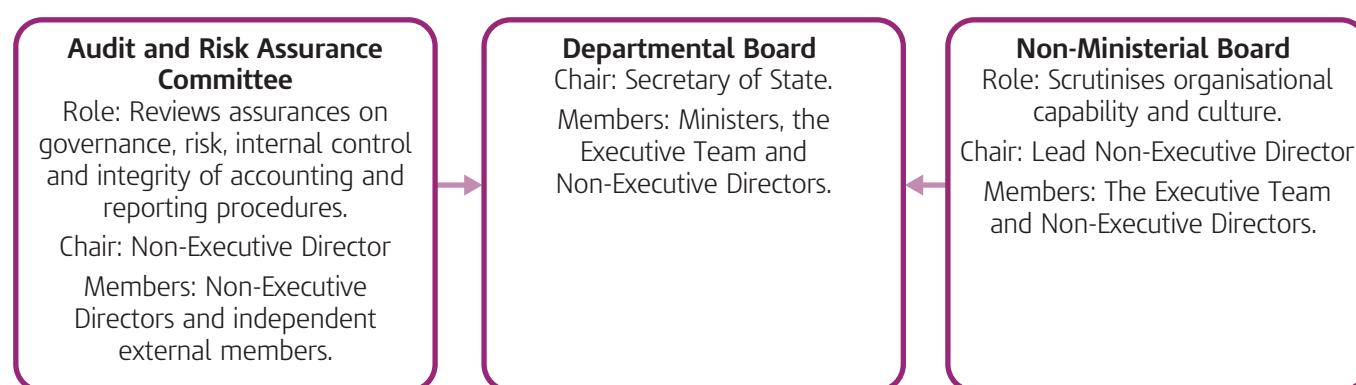 Audit and Risk Assurance
Committee
Role: Reviews assurances on
governance, risk, internal control
and integrity of accounting and
reporting procedures.
Chair: Non-Executive Director
Members: Non-Executive
Directors and independent
external members.
Departmental Board
Chair: Secretary of State.
Members: Ministers, the
Executive Team and
Non-Executive Directors.
Non-Ministerial Board
Role: Scrutinises organisational
capability and culture.
Chair: Lead Non-Executive Director
Members: The Executive Team
and Non-Executive Directors.